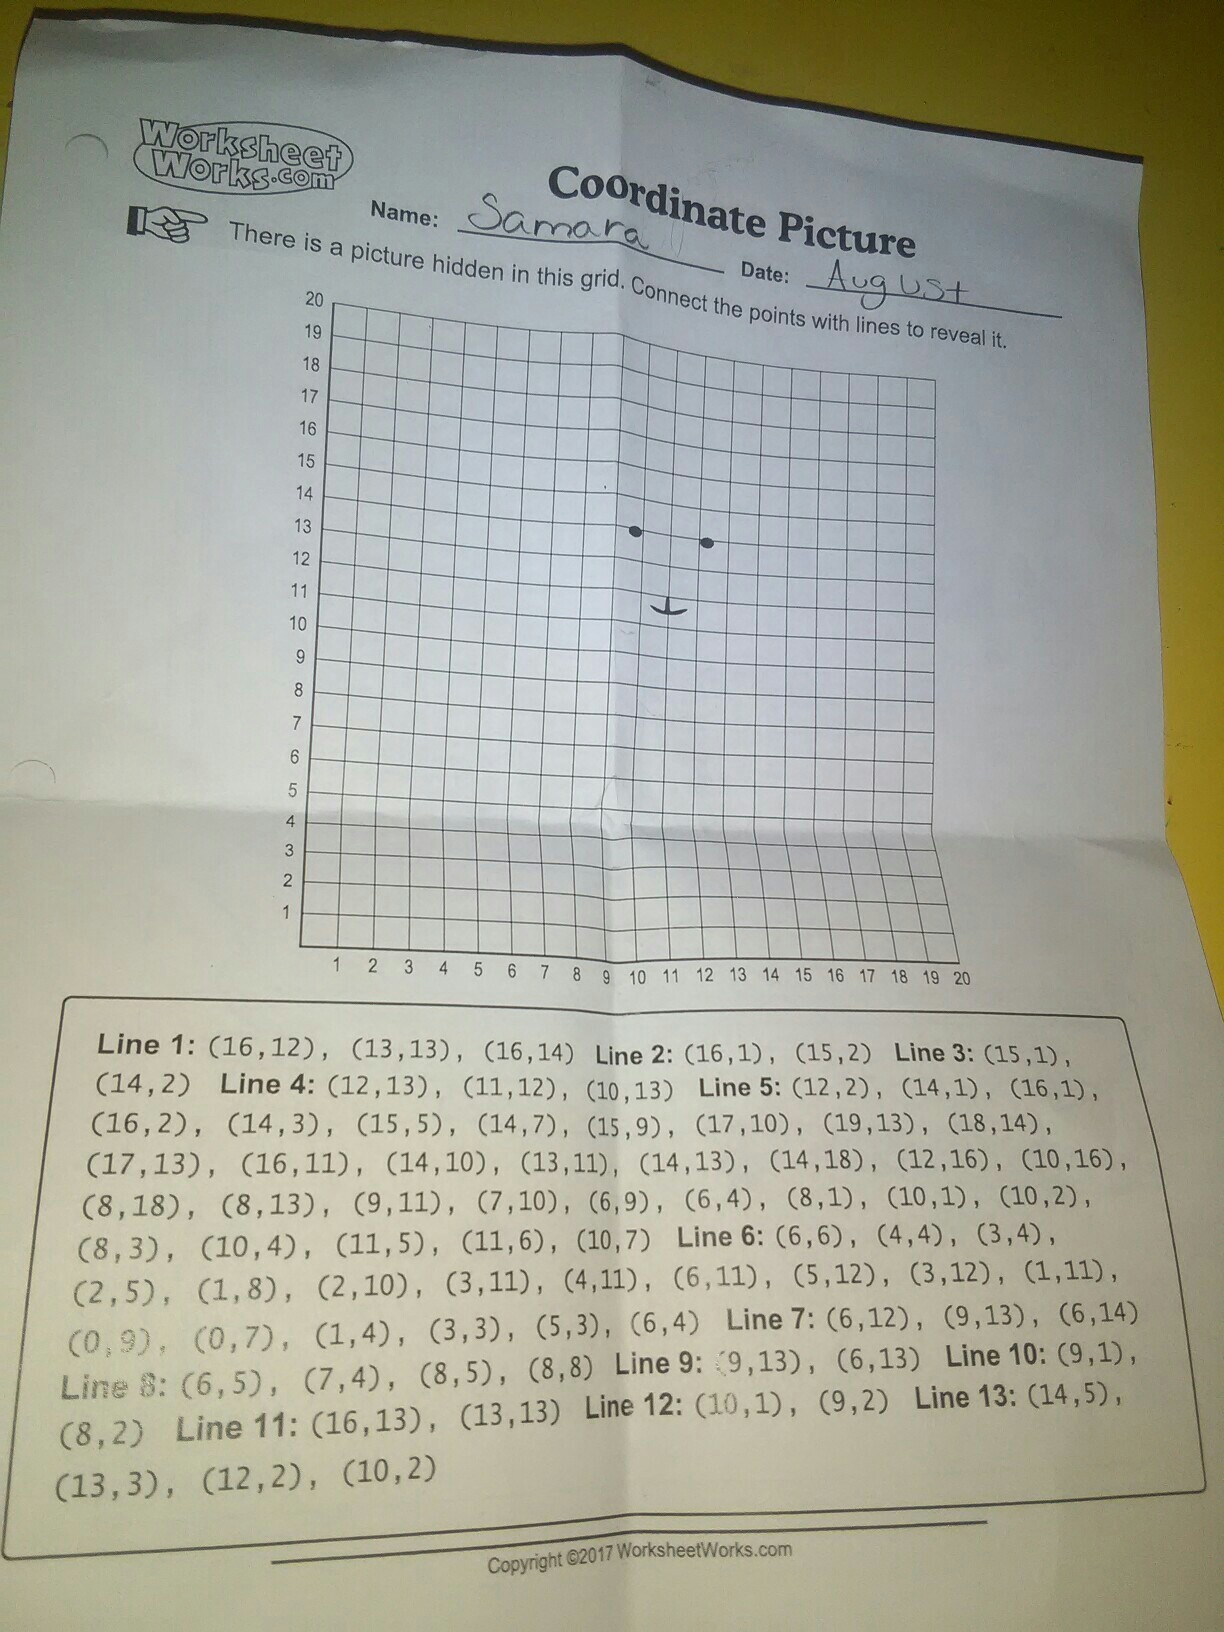 Worksheet
Works.com
Coordinate Picture
Name: Samara
Date: August
There is a picture hidden in this grid. Connect the points with lines to reveal it.
20
19
18
17
16
15
14
13
12
11
10
9
8
7
6
5
4
3
2
1
1 2 3 4 5 6 7 8 9 10 11 12 13 14 15 16 17 18 19 20
Line 1: (16,12), (13,13), (16,14) Line 2: (16,1), (15,2) Line 3: (15,1),
(14,2) Line 4: (12,13), (11,12), (10,13) Line 5: (12,2), (14,1), (16,1),
(16,2), (14,3), (15,5), (14,7), (15,9), (17,10), (19,13), (18,14),
(17,13), (16,11), (14,10), (13,11), (14,13), (14,18), (12,16), (10,16),
(8,18), (8,13), (9,11), (7,10), (6,9), (6,4), (8,1), (10,1), (10,2),
(8,3), (10,4), (11,5), (11,6), (10,7) Line 6: (6,6), (4,4), (3,4),
(2,5), (1,8), (2,10), (3,11), (4,11), (6,11), (5,12), (3,12), (1,11),
(0,9), (0,7), (1,4), (3,3), (5,3), (6,4) Line 7: (6,12), (9,13), (6,14)
Line 8: (6,5), (7,4), (8,5), (8,8) Line 9: (9,13), (6,13) Line 10: (9,1),
(8,2) Line 11: (16,13), (13,13) Line 12: (10,1), (9,2) Line 13: (14,5),
(13,3), (12,2), (10,2)
Copyright ©2017 WorksheetWorks.com